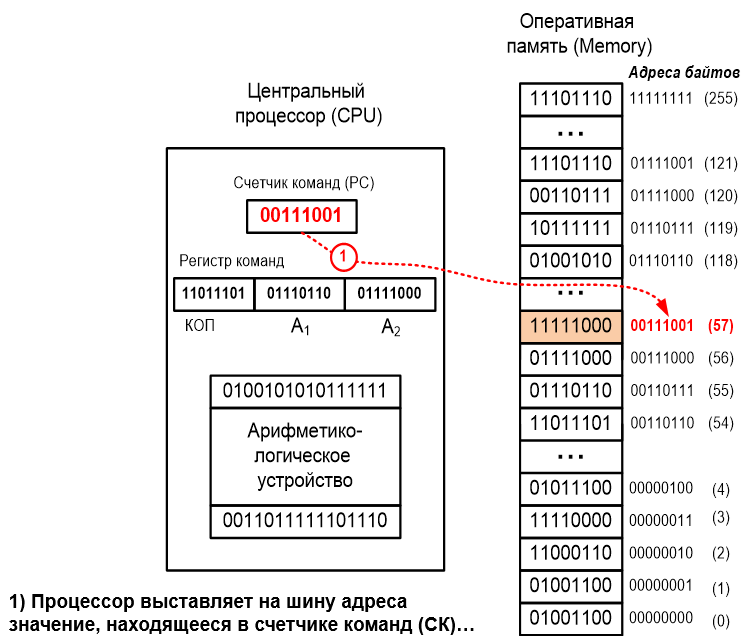 Оперативная
память (Memory)
Адреса байтов
11101110 11111111 (255)
...
11101110 01111001 (121)
00110111 01111000 (120)
10111111 01110111 (119)
01001010 01110110 (118)
...
11111000 00111001 (57)
01111000 00111000 (56)
01110110 00110111 (55)
11011101 00110110 (54)
...
01011100 00000100 (4)
11110000 00000011 (3)
11000110 00000010 (2)
01001100 00000001 (1)
01001100 00000000 (0)
Центральный
процессор (CPU)
Счетчик команд (PC)
00111001
1
Регистр команд
11011101 01110110 01111000
КОП A1 A2
0100101010111111
Арифметико-
логическое
устройство
0011011111101110
1) Процессор выставляет на шину адреса
значение, находящееся в счетчике команд (СК)...